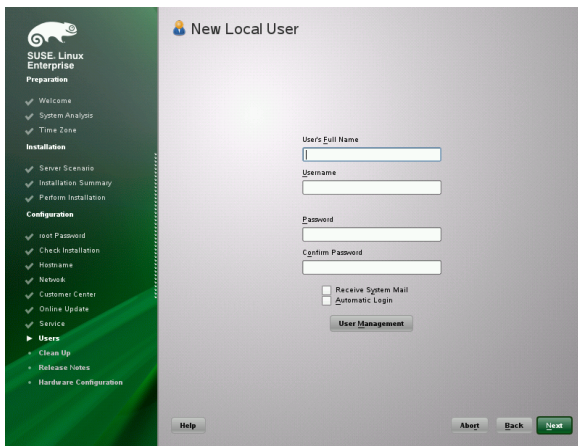 SUSE. Linux
Enterprise
Preparation
Welcome
System Analysis
Time Zone
Installation
Server Scenario
Installation Summary
Perform Installation
Configuration
root Password
Check Installation
Hostname
Network
Customer Center
Online Update
Service
Users
Clean Up
Release Notes
Hardware Configuration
New Local User
User's Full Name
Username
Password
Confirm Password
Receive System Mail
Automatic Login
User Management
Help
Abort
Back
Next